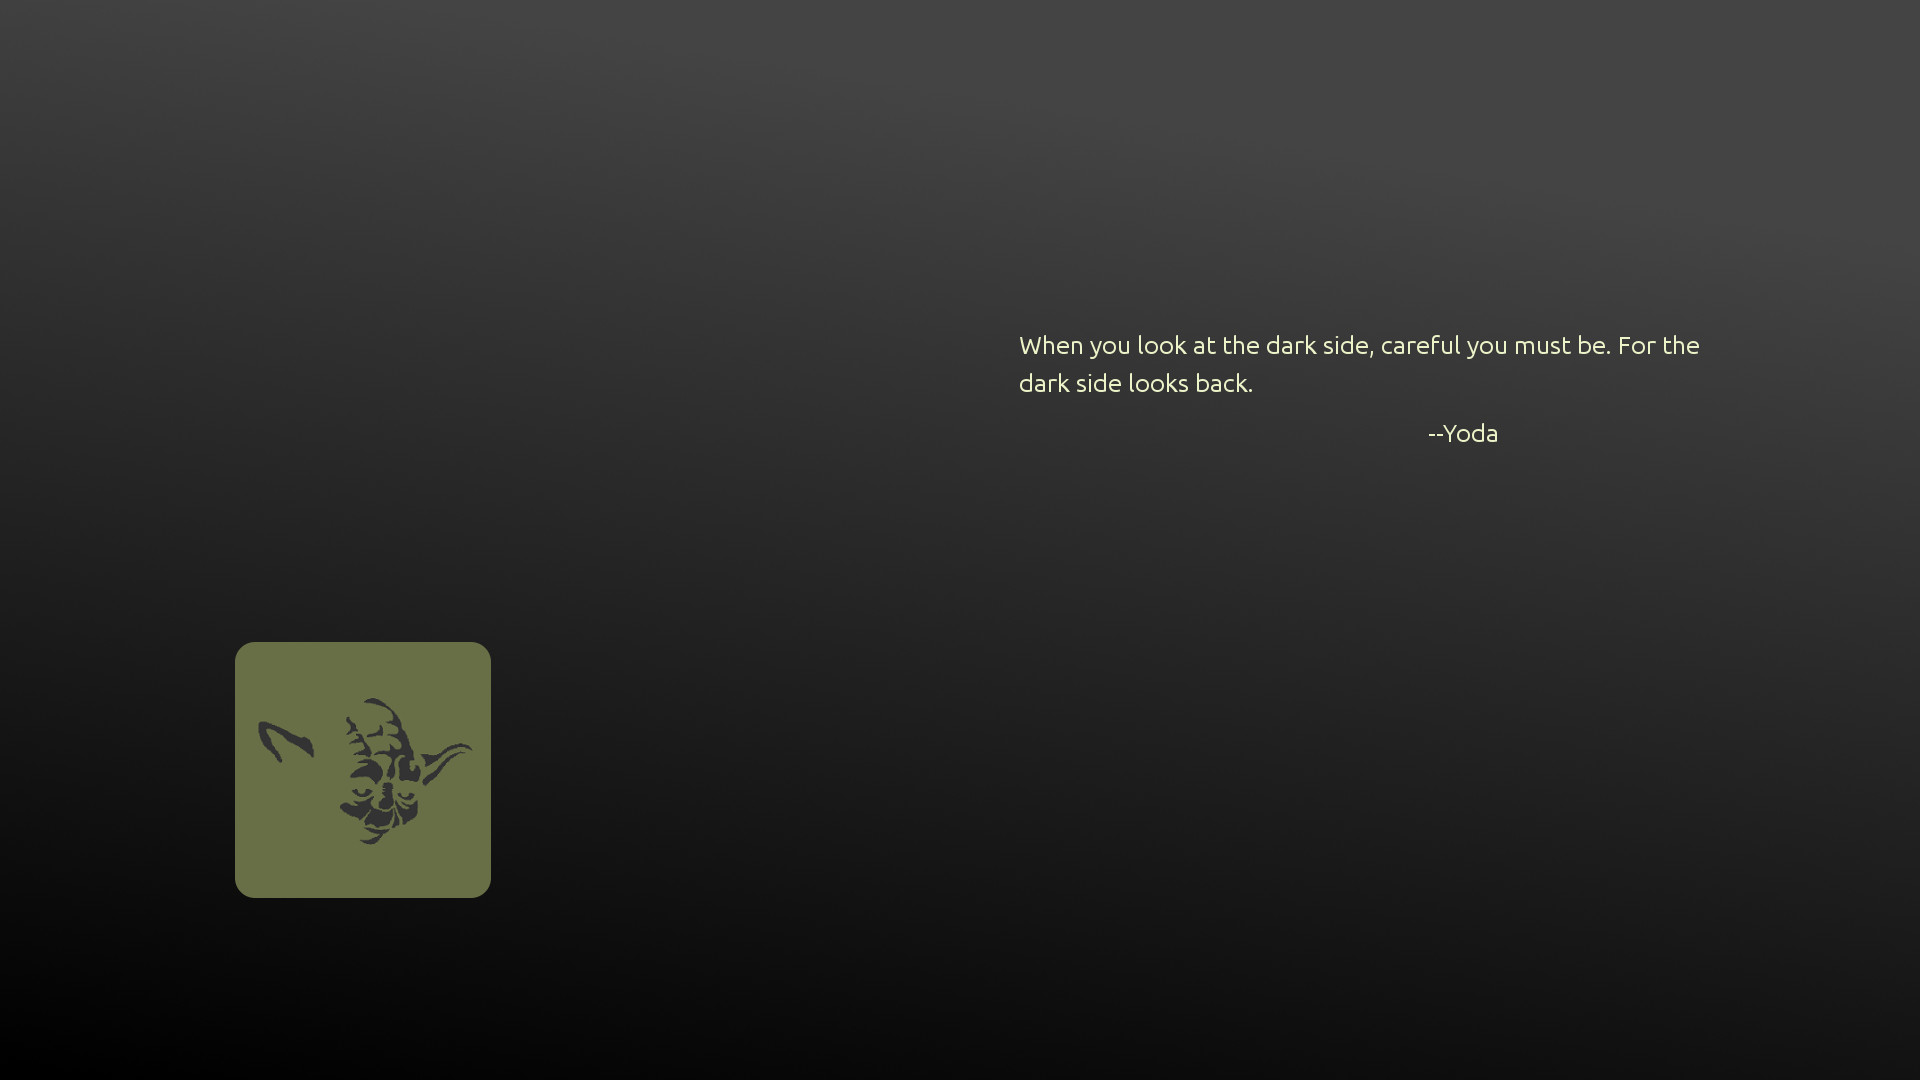 When you look at the dark side, careful you must be. For the
dark side looks back.
--Yoda